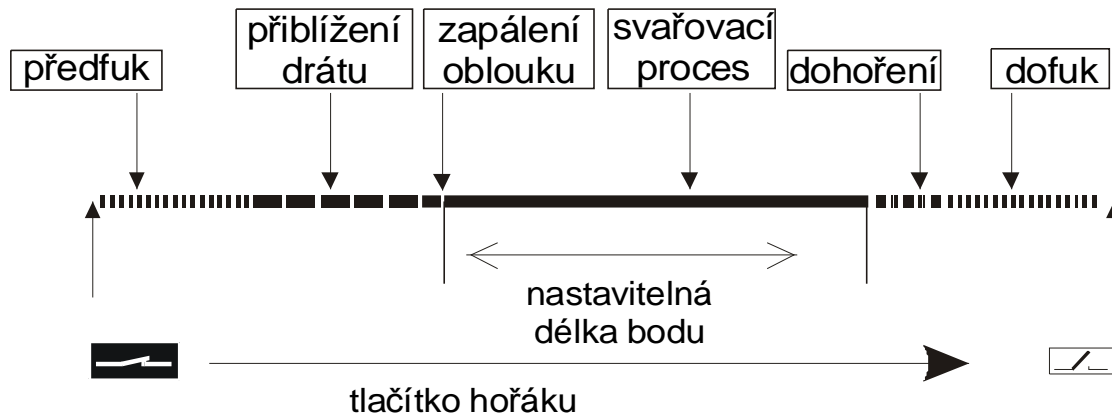 předfuk
přiblížení
drátu
zapálení
oblouku
svařovací
proces
dohoření
dofuk
nastavitelná
délka bodu
tlačítko hořáku